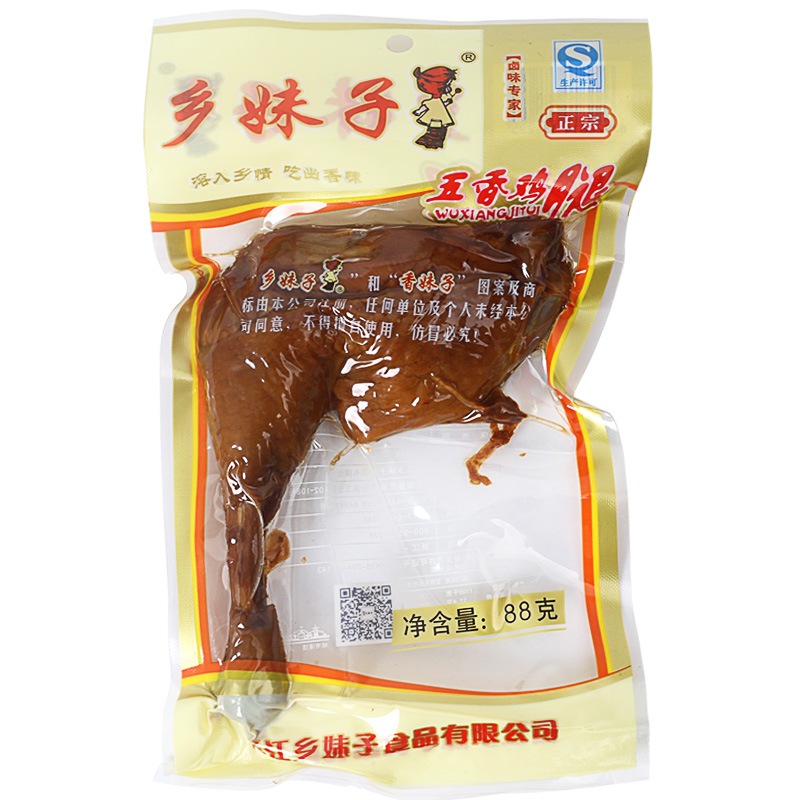 乡妹子
®
【卤味专家】
生产许可
正宗
深入乡情 吃出香味
五香鸡腿
WUXIANGJITUI
“乡妹子®”和“香妹子”图案及商
标由本公司注册，任何单位及个人未经本公
司同意，不得擅自使用，仿冒必究！
净含量：88克
江乡妹子食品有限公司